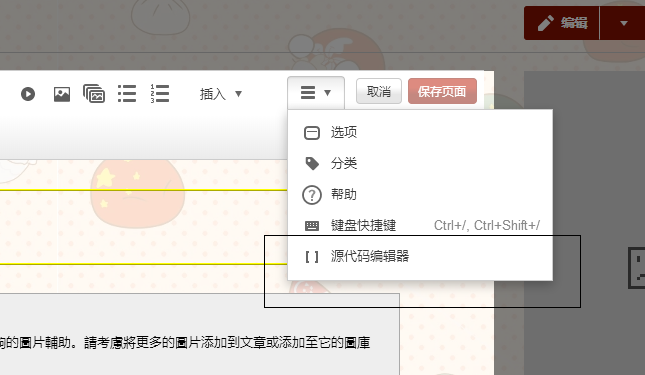 编辑
插入
取消
保存页面
选项
分类
帮助
键盘快捷键 Ctrl+/, Ctrl+Shift+/
[ ] 源代码编辑器
的圖片輔助。請考慮將更多的圖片添加到文章或添加至它的圖庫